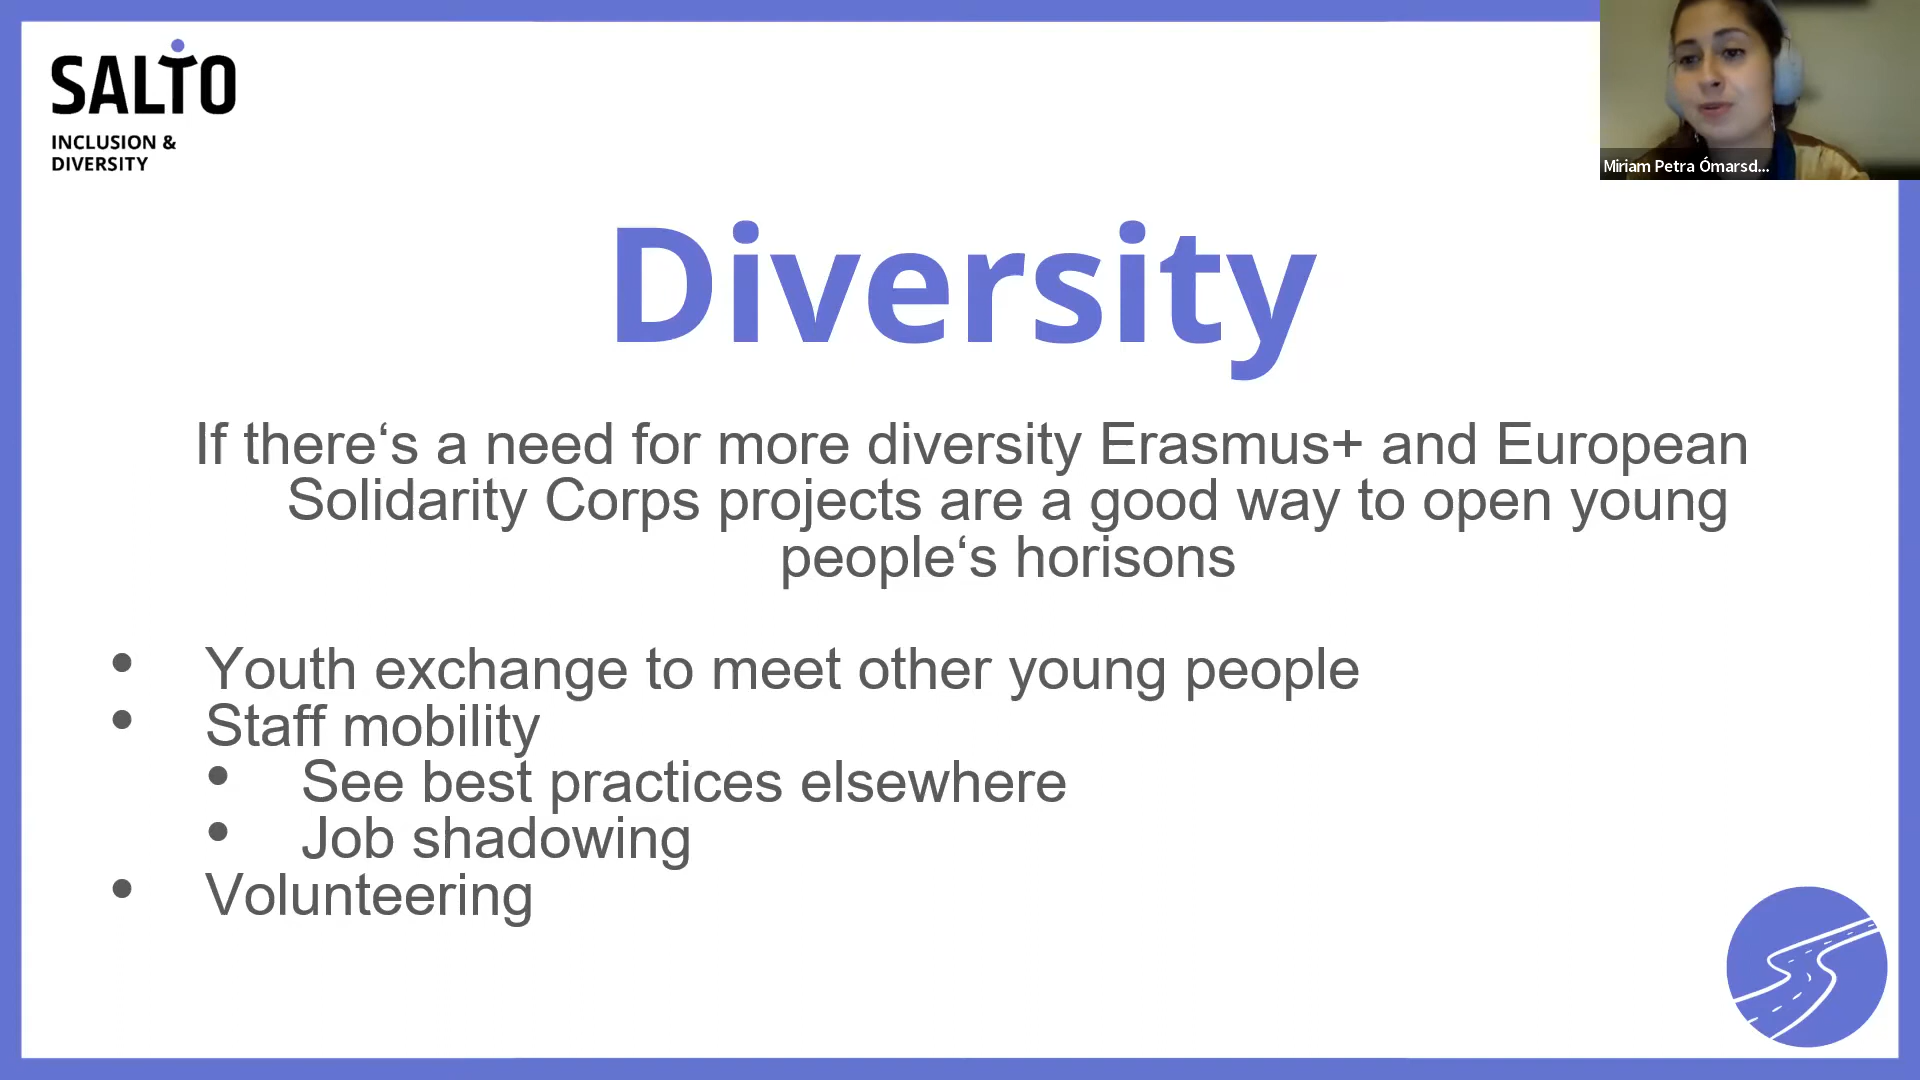 SALTO
INCLUSION &
DIVERSITY
Miriam Petra Ómarsd...
Diversity
If there‘s a need for more diversity Erasmus+ and European
Solidarity Corps projects are a good way to open young
people‘s horisons
• Youth exchange to meet other young people
• Staff mobility
• See best practices elsewhere
• Job shadowing
• Volunteering